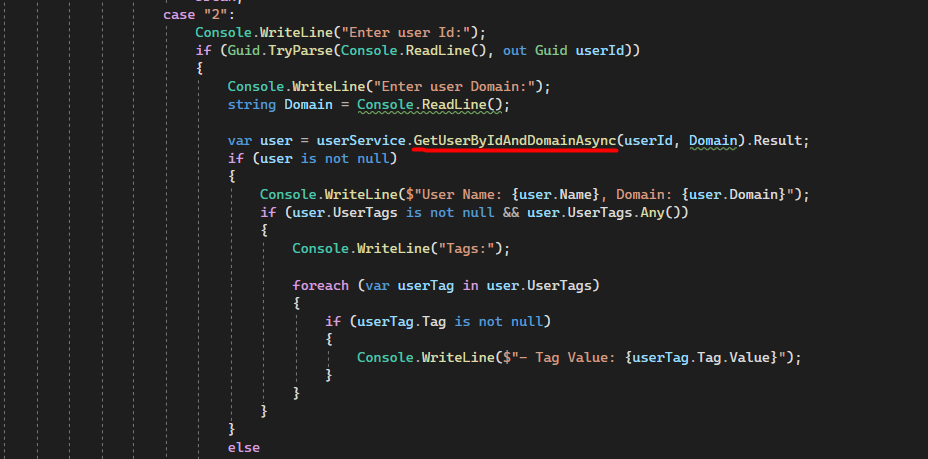 case "2":
Console.WriteLine("Enter user Id:");
if (Guid.TryParse(Console.ReadLine(), out Guid userId))
{
Console.WriteLine("Enter user Domain:");
string Domain = Console.ReadLine();
var user = userService.GetUserByIdAndDomainAsync(userId, Domain).Result;
if (user is not null)
{
Console.WriteLine($"User Name: {user.Name}, Domain: {user.Domain}");
if (user.UserTags is not null && user.UserTags.Any())
{
Console.WriteLine("Tags:");
foreach (var userTag in user.UserTags)
{
if (userTag.Tag is not null)
{
Console.WriteLine($"- Tag Value: {userTag.Tag.Value}");
}
}
}
}
else